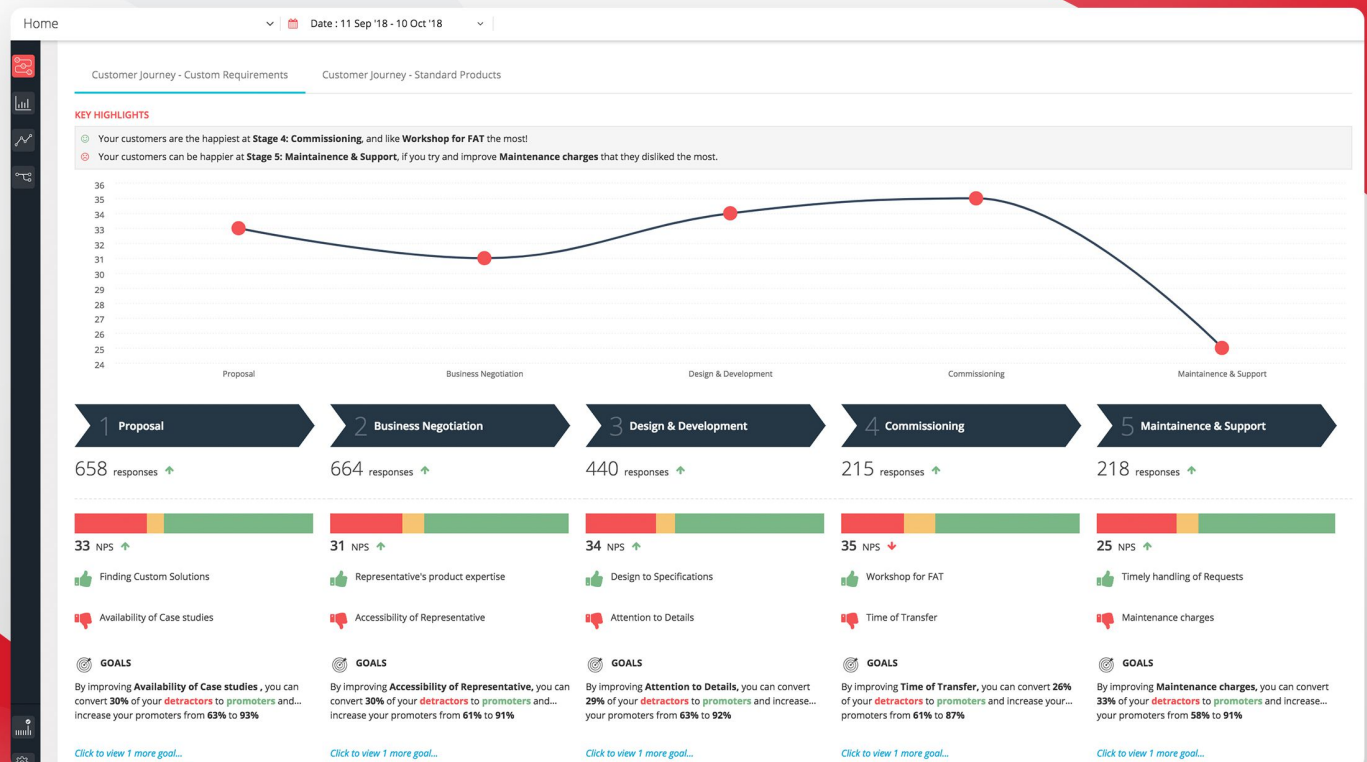 Home
Date : 11 Sep '18 - 10 Oct '18
Customer Journey - Custom Requirements
Customer Journey - Standard Products
KEY HIGHLIGHTS
Your customers are the happiest at Stage 4: Commissioning, and like Workshop for FAT the most!
Your customers can be happier at Stage 5: Maintainence & Support, if you try and improve Maintenance charges that they disliked the most.
36
35
34
33
32
31
30
29
28
27
26
25
24
Proposal
Business Negotiation
Design & Development
Commissioning
Maintainence & Support
1 Proposal
2 Business Negotiation
3 Design & Development
4 Commissioning
5 Maintainence & Support
658 responses
664 responses
440 responses
215 responses
218 responses
33 NPS
31 NPS
34 NPS
35 NPS
25 NPS
Finding Custom Solutions
Representative's product expertise
Design to Specifications
Workshop for FAT
Timely handling of Requests
Availability of Case studies
Accessibility of Representative
Attention to Details
Time of Transfer
Maintenance charges
GOALS
By improving Availability of Case studies , you can
convert 30% of your detractors to promoters and...
increase your promoters from 63% to 93%
Click to view 1 more goal...
GOALS
By improving Accessibility of Representative, you can
convert 30% of your detractors to promoters and...
increase your promoters from 61% to 91%
Click to view 1 more goal...
GOALS
By improving Attention to Details, you can convert
29% of your detractors to promoters and increase...
your promoters from 63% to 92%
Click to view 1 more goal...
GOALS
By improving Time of Transfer, you can convert 26%
of your detractors to promoters and increase your...
promoters from 61% to 87%
Click to view 1 more goal...
GOALS
By improving Maintenance charges, you can convert
33% of your detractors to promoters and increase...
your promoters from 58% to 91%
Click to view 1 more goal...